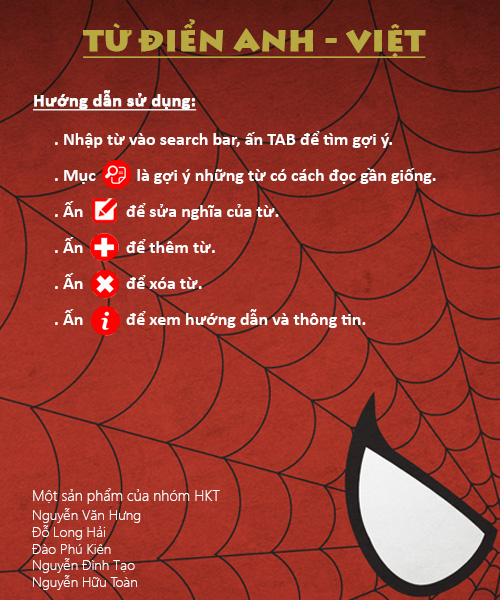 TỪ ĐIỂN ANH - VIỆT
Hướng dẫn sử dụng:
. Nhập từ vào search bar, ấn TAB để tìm gợi ý.
. Mục là gợi ý những từ có cách đọc gần giống.
. Ấn để sửa nghĩa của từ.
. Ấn để thêm từ.
. Ấn để xóa từ.
. Ấn i để xem hướng dẫn và thông tin.
Một sản phẩm của nhóm HKT
Nguyễn Văn Hưng
Đỗ Long Hải
Đào Phú Kiên
Nguyễn Đình Tạo
Nguyễn Hữu Toàn